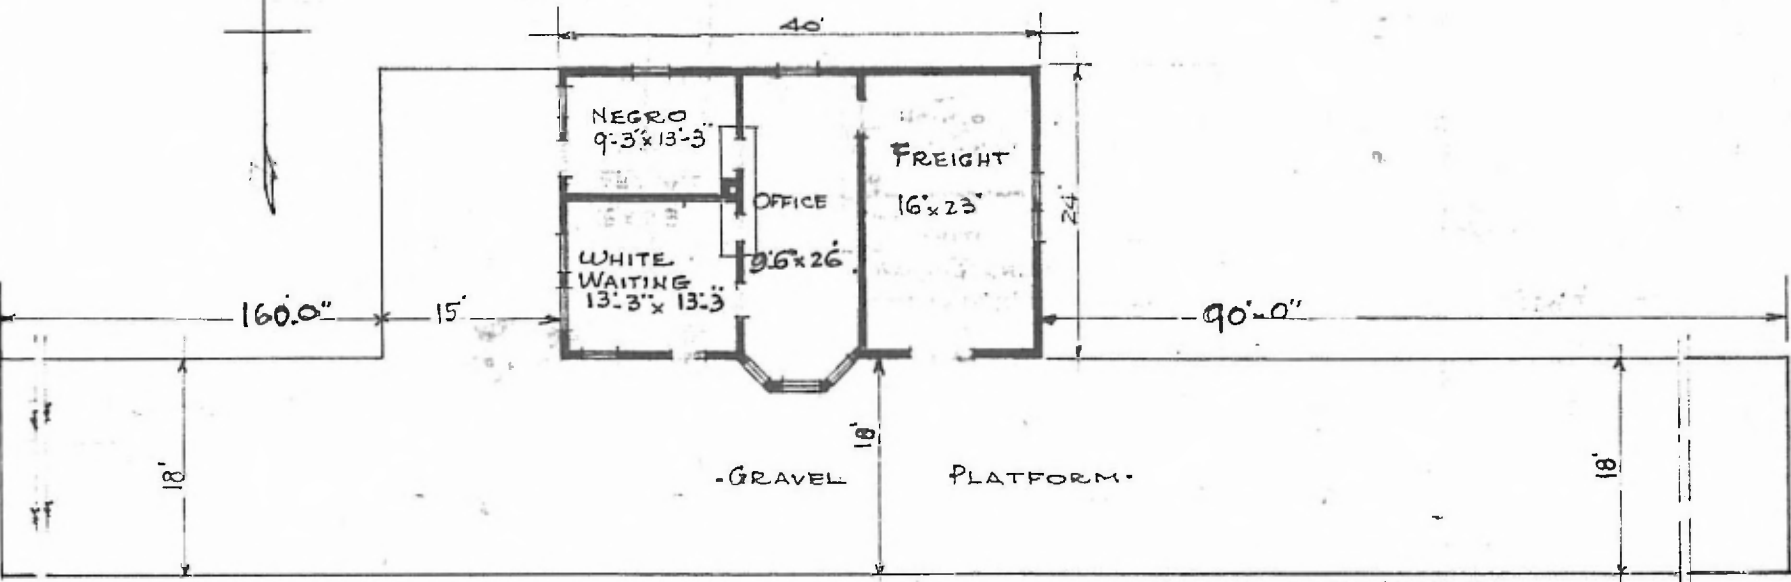 40'
NEGRO
9'-3" x 13'-3"
FREIGHT
16' x 23'
OFFICE
9'6 x 26'
24'
WHITE
WAITING
13'-3" x 13'-3"
160'.0"
15'
90'-0"
18'
18'
18'
·GRAVEL PLATFORM·